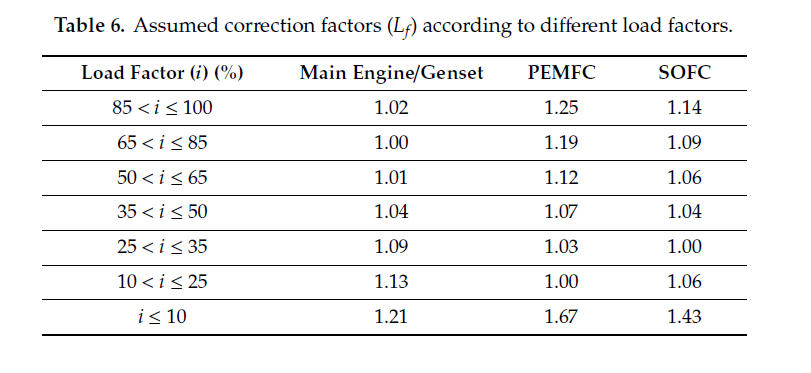 Table 6. Assumed correction factors (Lf) according to different load factors.
Load Factor (i) (%) Main Engine/Genset PEMFC SOFC
85 < i ≤ 100 1.02 1.25 1.14
65 < i ≤ 85 1.00 1.19 1.09
50 < i ≤ 65 1.01 1.12 1.06
35 < i ≤ 50 1.04 1.07 1.04
25 < i ≤ 35 1.09 1.03 1.00
10 < i ≤ 25 1.13 1.00 1.06
i ≤ 10 1.21 1.67 1.43